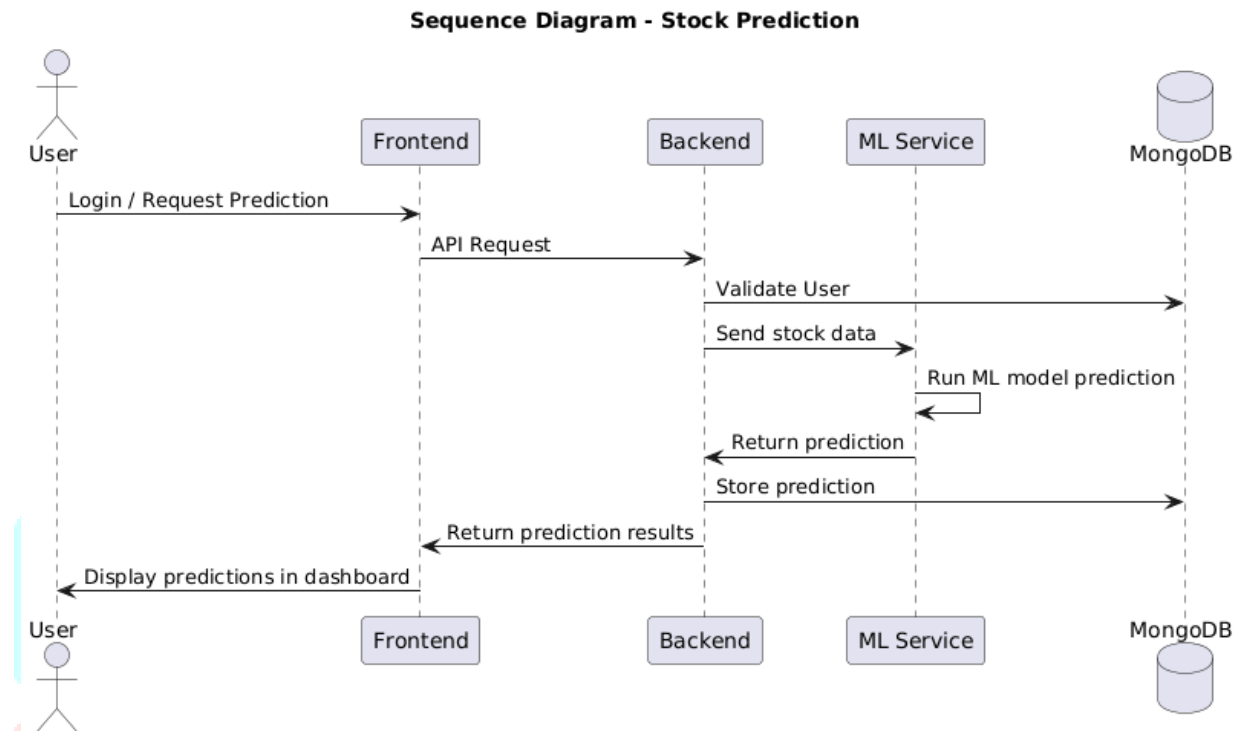 Sequence Diagram - Stock Prediction
User
Frontend
Backend
ML Service
MongoDB
Login / Request Prediction
API Request
Validate User
Send stock data
Run ML model prediction
Return prediction
Store prediction
Return prediction results
Display predictions in dashboard
User
Frontend
Backend
ML Service
MongoDB